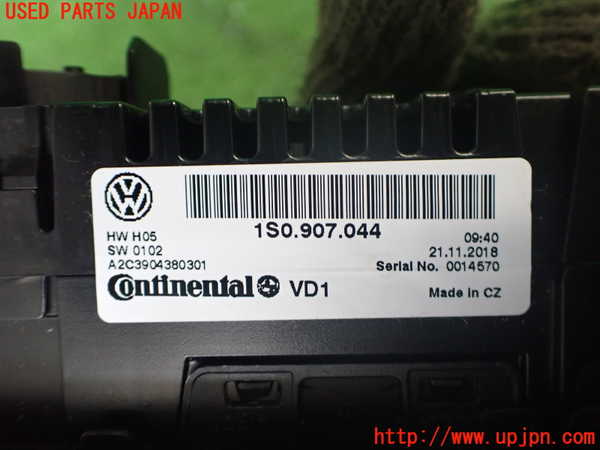 USED PARTS JAPAN
VW
1S0.907.044
HW H05
SW 0102
A2C3904380301
09:40
21.11.2018
Serial No. 0014570
Continental VD1
Made in CZ
http://www.upjpn.com/